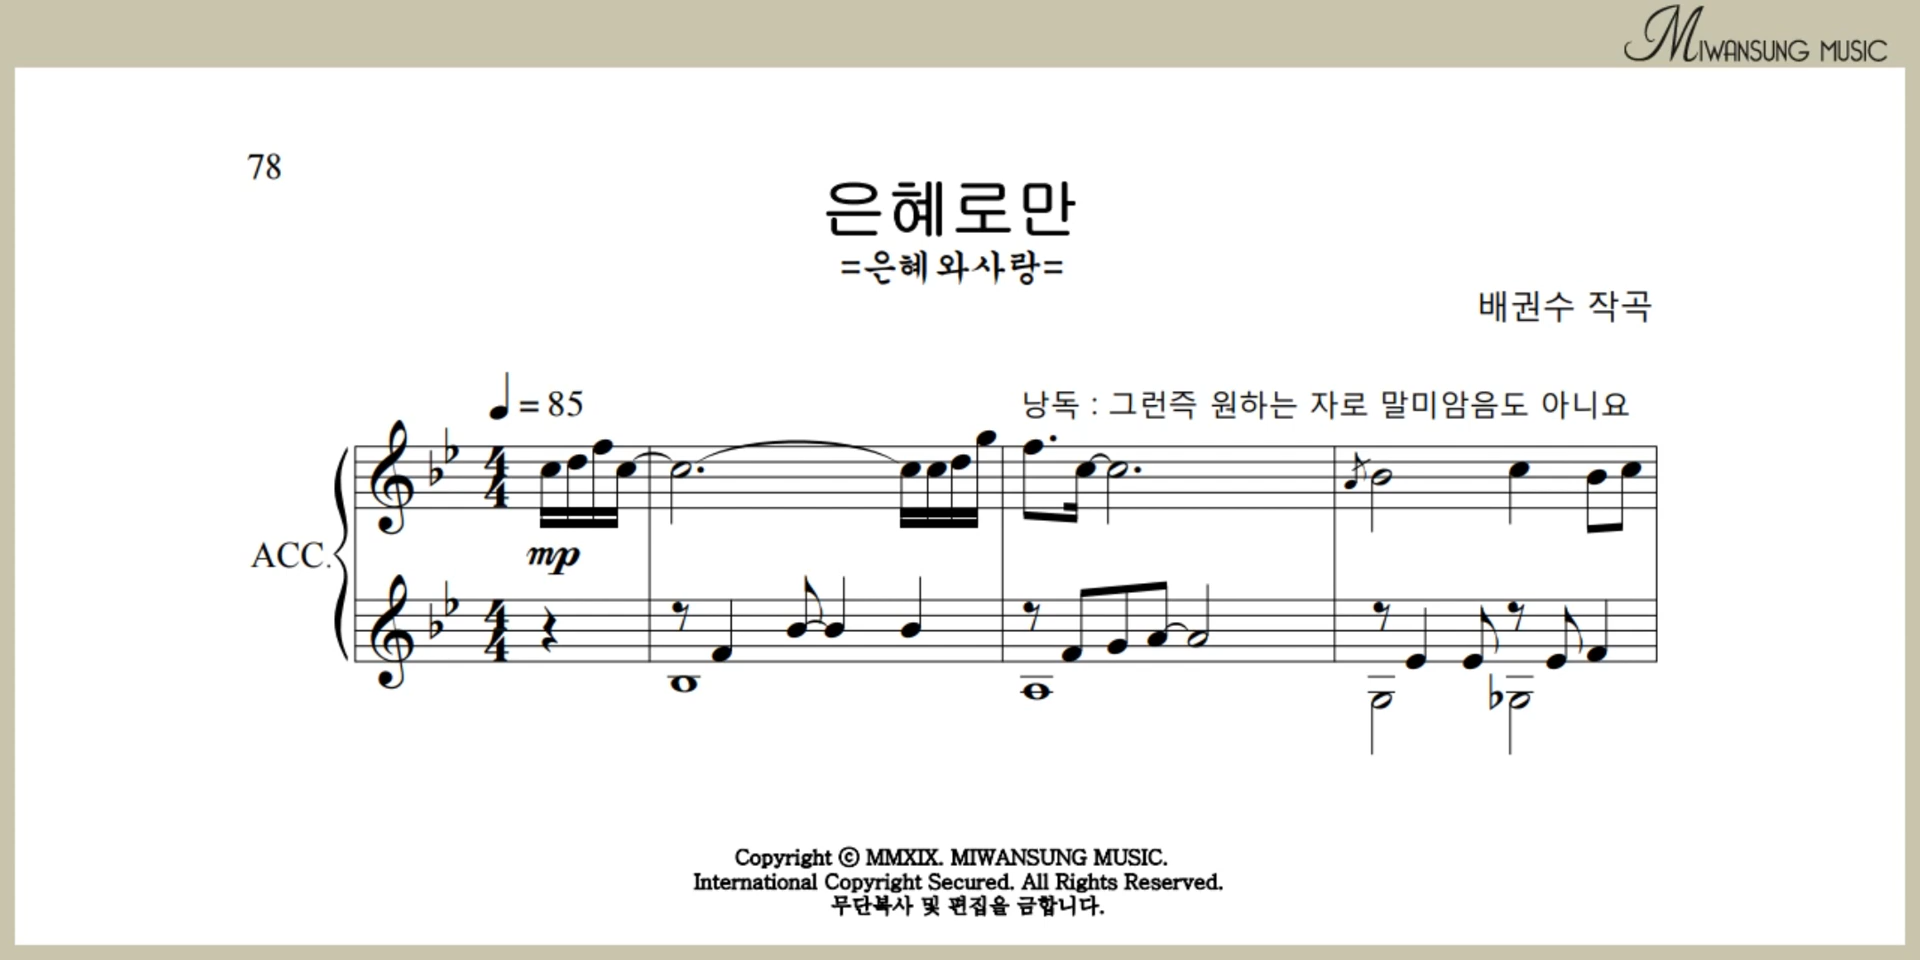 MIWANSUNG MUSIC
78
은혜로만
=은혜와사랑=
배권수 작곡
= 85
낭독 : 그런즉 원하는 자로 말미암음도 아니요
ACC.
mp
Copyright ⓒ MMXIX. MIWANSUNG MUSIC.
International Copyright Secured. All Rights Reserved.
무단복사 및 편집을 금합니다.